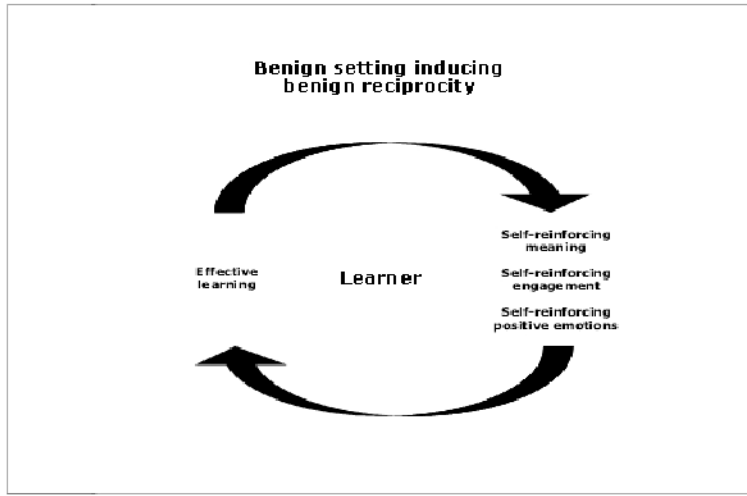 Benign setting inducing
benign reciprocity
Self-reinforcing
meaning
Effective
learning
Learner
Self-reinforcing
engagement
Self-reinforcing
positive emotions